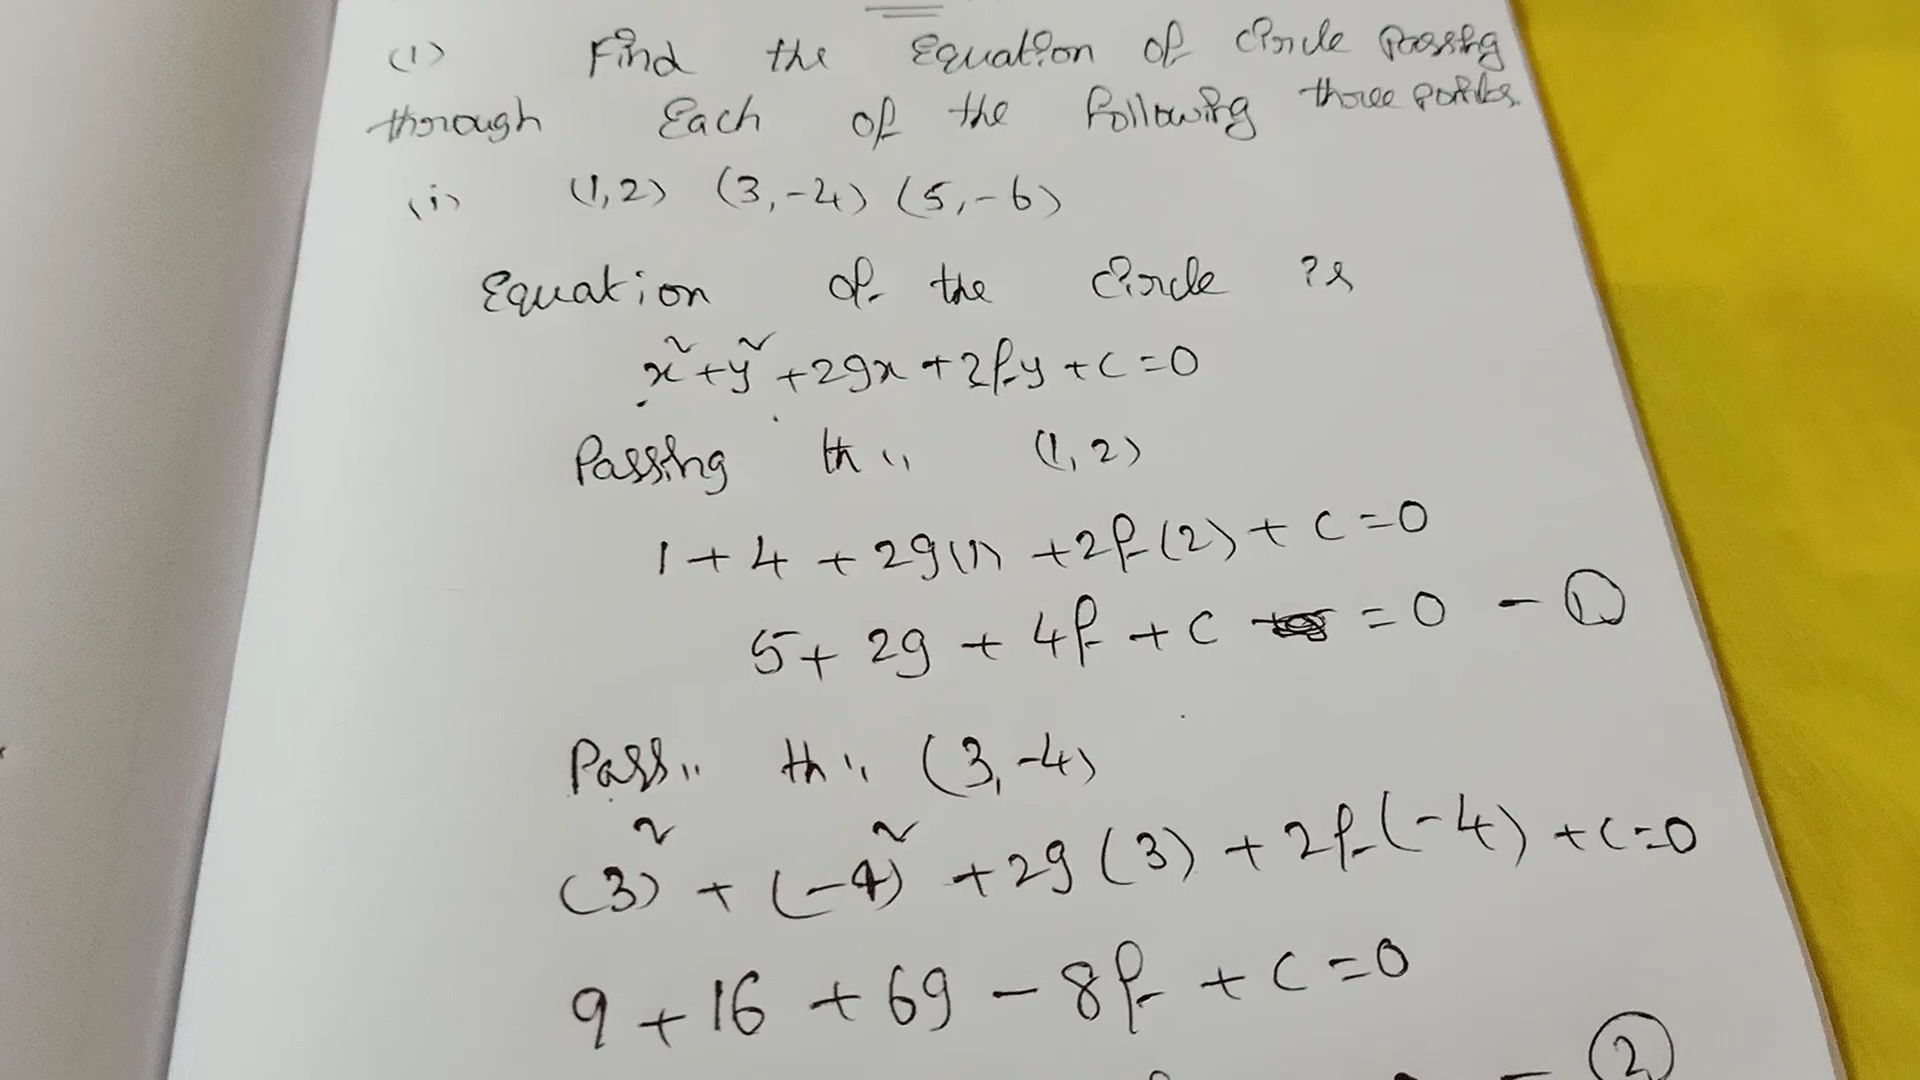 (1) Find the Equation of circle Passing
through Each of the following three points.
(i) (1,2) (3,-4) (5,-6)
Equation of the circle is
x²+y²+2gx+2fy+c=0
Passing th" (1,2)
1+4+2g(1)+2f(2)+c=0
5+2g+4f+c=0 - ①
Pass" th" (3,-4)
(3)²+(-4)²+2g(3)+2f(-4)+c=0
9+16+6g-8f+c=0
- ②